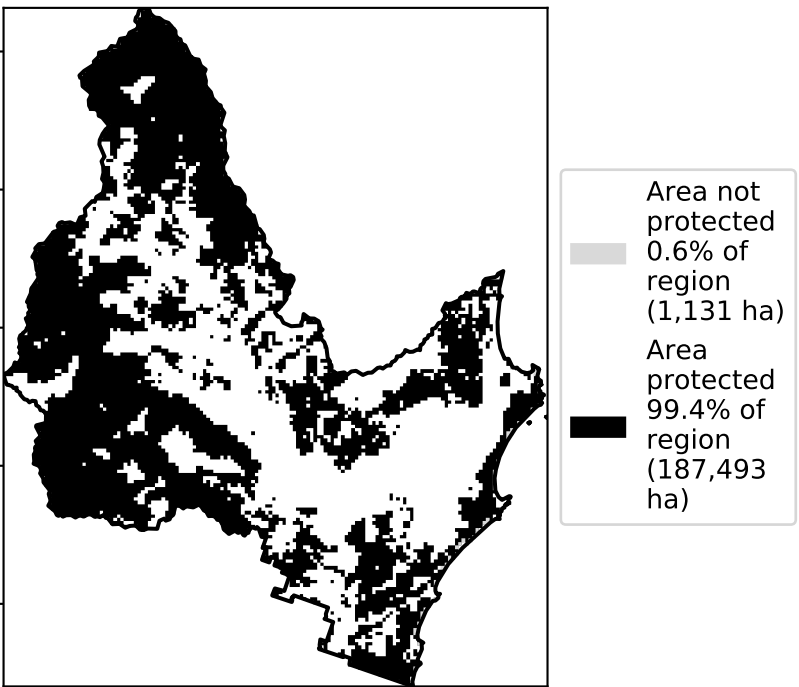 Area not
protected
0.6% of
region
(1,131 ha)
Area
protected
99.4% of
region
(187,493
ha)